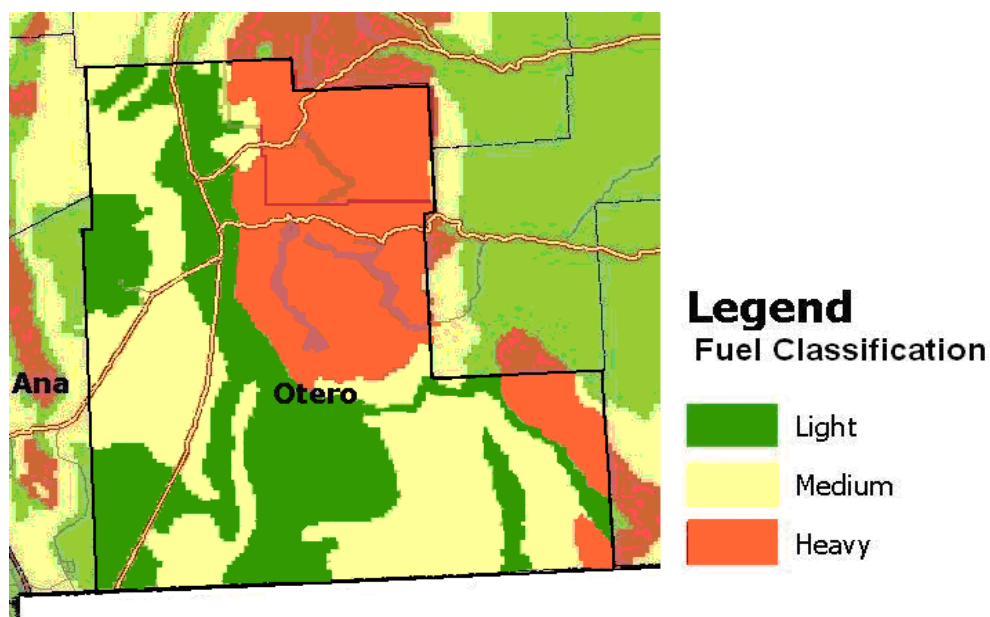 Ana
Otero
Legend
Fuel Classification
Light
Medium
Heavy